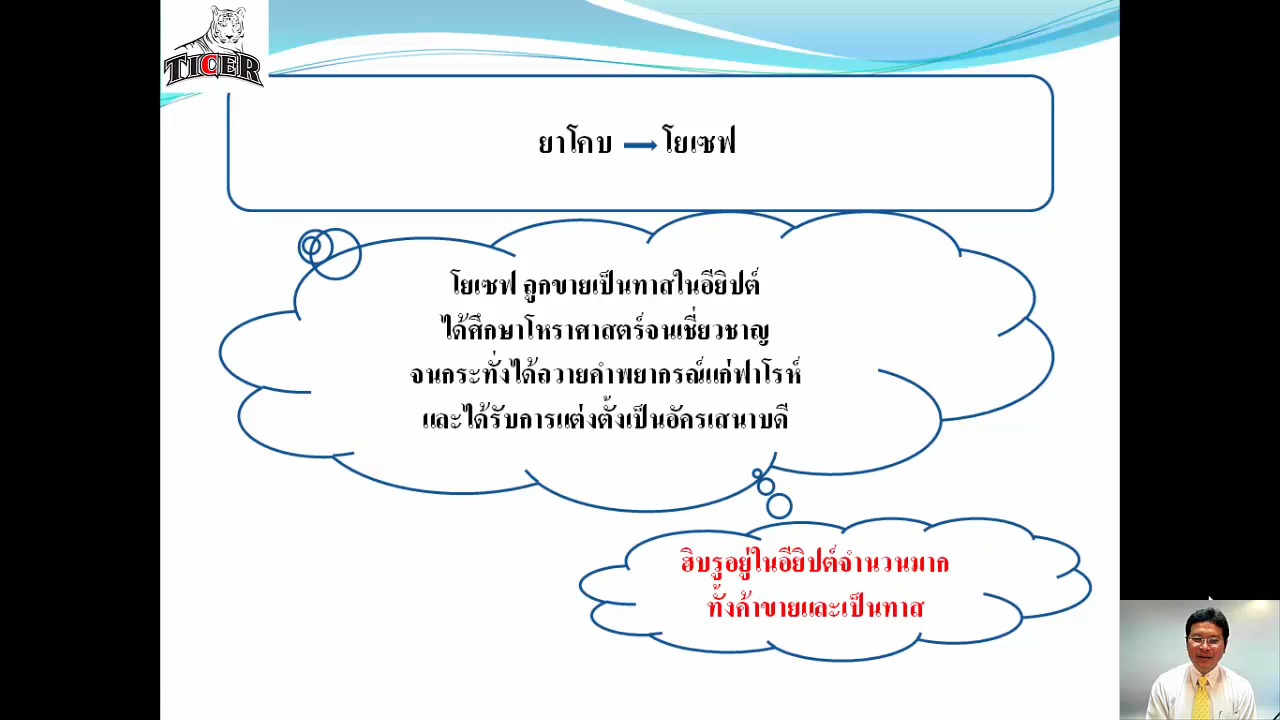 TICER
ยาโคบ → โยเซฟ
โยเซฟ ถูกขายเป็นทาสในอียิปต์
ได้ศึกษาโหราศาสตร์จนเชี่ยวชาญ
จนกระทั่งได้ถวายคำพยากรณ์แก่ฟาโรห์
และได้รับการแต่งตั้งเป็นอัครเสนาบดี
ฮิบรูอยู่ในอียิปต์จำนวนมาก
ทั้งค้าขายและเป็นทาส